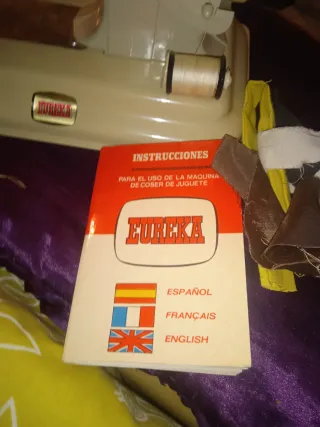 EUREKA
INSTRUCCIONES
PARA EL USO DE LA MAQUINA
DE COSER DE JUGUETE
EUREKA
ESPAÑOL
FRANÇAIS
ENGLISH